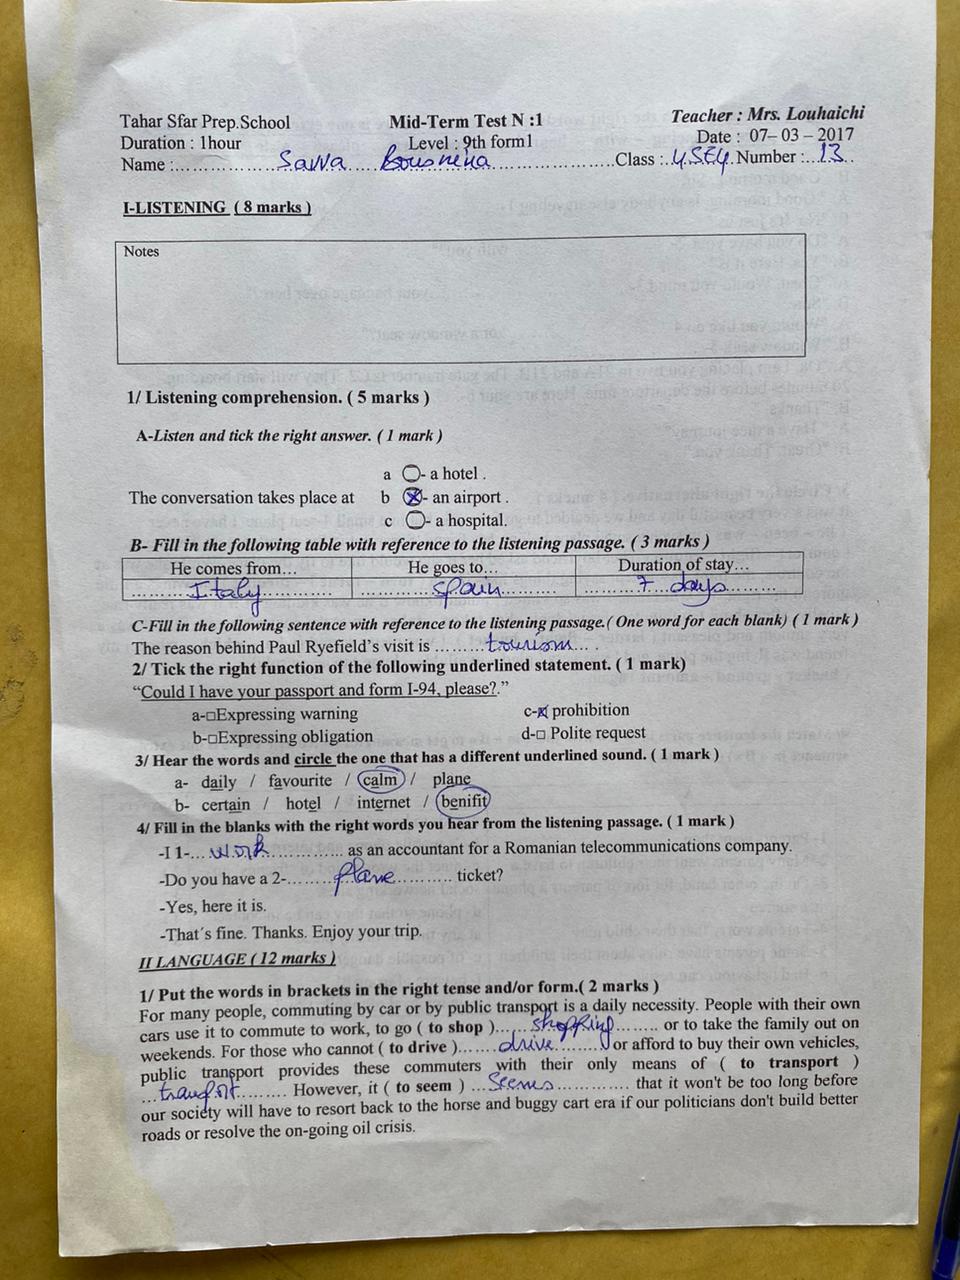 Tahar Sfar Prep.School Mid-Term Test N :1 Teacher : Mrs. Louhaichi
Duration : 1hour Level : 9th form1 Date : 07- 03 – 2017
Name :.................... Bousnina ..................Class :..4SE4. Number :..13..
I-LISTENING ( 8 marks )
Notes
1/ Listening comprehension. ( 5 marks )
A-Listen and tick the right answer. ( 1 mark )
a - a hotel .
The conversation takes place at b - an airport .
c - a hospital.
B- Fill in the following table with reference to the listening passage. ( 3 marks )
He comes from… He goes to… Duration of stay…
Italy spain 7 days
C-Fill in the following sentence with reference to the listening passage.( One word for each blank) ( 1 mark )
The reason behind Paul Ryefield’s visit is .........tourism.... .
2/ Tick the right function of the following underlined statement. ( 1 mark)
“Could I have your passport and form I-94, please?.”
a-□Expressing warning c-☒ prohibition
b-□Expressing obligation d-□ Polite request
3/ Hear the words and circle the one that has a different underlined sound. ( 1 mark )
a- daily / favourite / calm / plane
b- certain / hotel / internet / benifit
4/ Fill in the blanks with the right words you hear from the listening passage. ( 1 mark )
-I 1-... work ............... as an accountant for a Romanian telecommunications company.
-Do you have a 2-........plane............ ticket?
-Yes, here it is.
-That´s fine. Thanks. Enjoy your trip.
II LANGUAGE ( 12 marks )
1/ Put the words in brackets in the right tense and/or form.( 2 marks )
For many people, commuting by car or by public transport is a daily necessity. People with their own
cars use it to commute to work, to go ( to shop )...... shopping........ or to take the family out on
weekends. For those who cannot ( to drive )........drive..........or afford to buy their own vehicles,
public transport provides these commuters with their only means of ( to transport )
...transport.......... However, it ( to seem ) ...Seems.............. that it won't be too long before
our society will have to resort back to the horse and buggy cart era if our politicians don't build better
roads or resolve the on-going oil crisis.